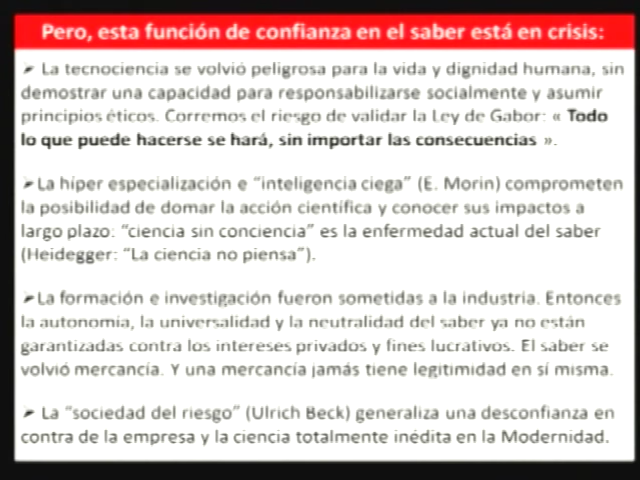 Pero, esta función de confianza en el saber está en crisis:
➢ La tecnociencia se volvió peligrosa para la vida y dignidad humana, sin
demostrar una capacidad para responsabilizarse socialmente y asumir
principios éticos. Corremos el riesgo de validar la Ley de Gabor: « Todo
lo que puede hacerse se hará, sin importar las consecuencias ».
➢ La híper especialización e “inteligencia ciega” (E. Morin) comprometen
la posibilidad de domar la acción científica y conocer sus impactos a
largo plazo: “ciencia sin conciencia” es la enfermedad actual del saber
(Heidegger: “La ciencia no piensa”).
➢ La formación e investigación fueron sometidas a la industria. Entonces
la autonomía, la universalidad y la neutralidad del saber ya no están
garantizadas contra los intereses privados y fines lucrativos. El saber se
volvió mercancía. Y una mercancía jamás tiene legitimidad en sí misma.
➢ La “sociedad del riesgo” (Ulrich Beck) generaliza una desconfianza en
contra de la empresa y la ciencia totalmente inédita en la Modernidad.